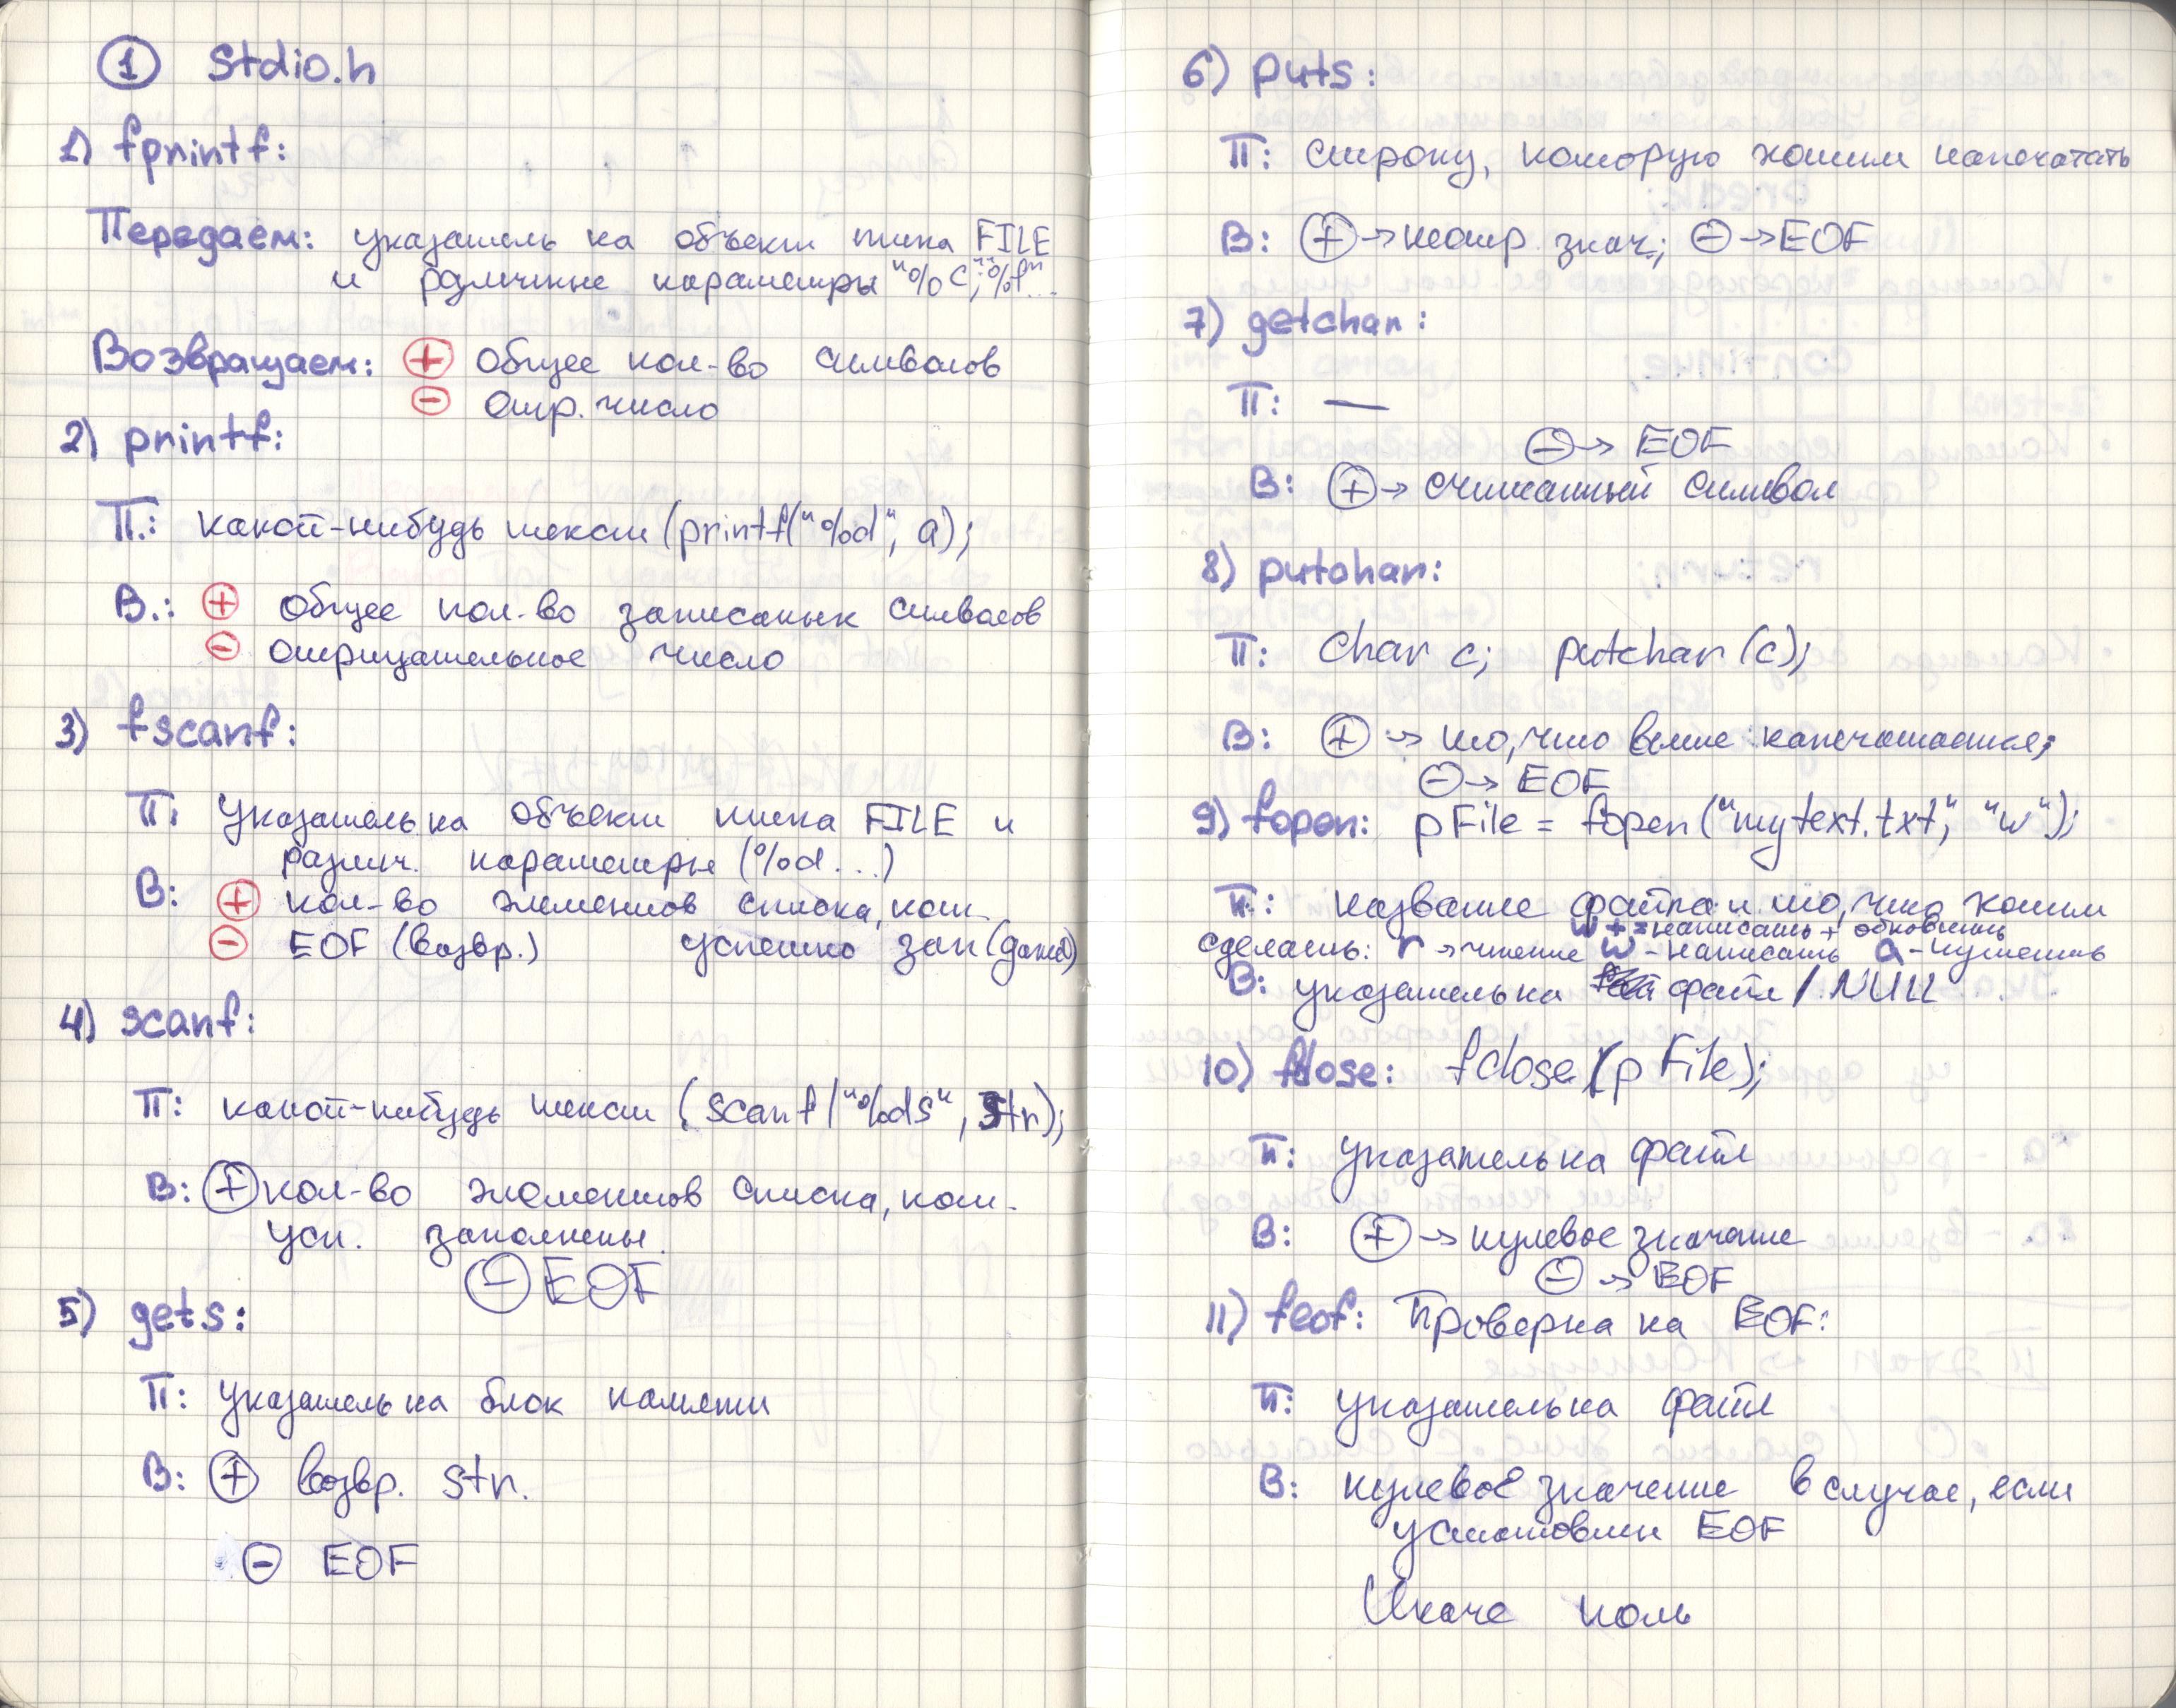 ① Stdio.h
1) fprintf:
Передаём: указатель на объект типа FILE
и различные параметры "%c";"%f"...
Возвращаем: ⊕ общее кол-во символов
⊖ отр. число
2) printf:
П.: какой-нибудь текст (printf("%d", a);
В.: ⊕ общее кол-во записаных символов
⊖ отрицательное число
3) fscanf:
П: Указатель на объект типа FILE и
различ. параметры (%d...)
В: ⊕ кол-во элементов списка, кот.
⊖ EOF (возвр.) успешно зап
4) scanf:
П: какой-нибудь текст (scanf("%ds", str);
В: ⊕ кол-во элементов списка, кот.
усп. заполнены.
⊖ EOF
5) gets:
П: указатель на блок памяти
В: ⊕ возвр. str.
⊖ EOF
6) puts:
П: строку, которую хотим напечатать
В: ⊕→неотр. знач.; ⊖→EOF
7) getchar:
П: —
⊖→ EOF
В: ⊕→ считанный символ
8) putchar:
П: char c; putchar (c);
В: ⊕→ то, что выше напечатается;
⊖→ EOF
9) fopen: pFile = fopen("mytext.txt", "w");
П: название файла и то, что хотим
w+ = написать + обновить
сделать: r → чтение w - написать a -
В: указатель на файл / NULL
10) fclose: fclose (pFile);
П: указатель на файл
В: ⊕→ нулевое значение
⊖→ EOF
11) feof: Проверка на EOF:
П: указатель на файл
В: нулевое значение в случае, если
установлен EOF
Иначе ноль